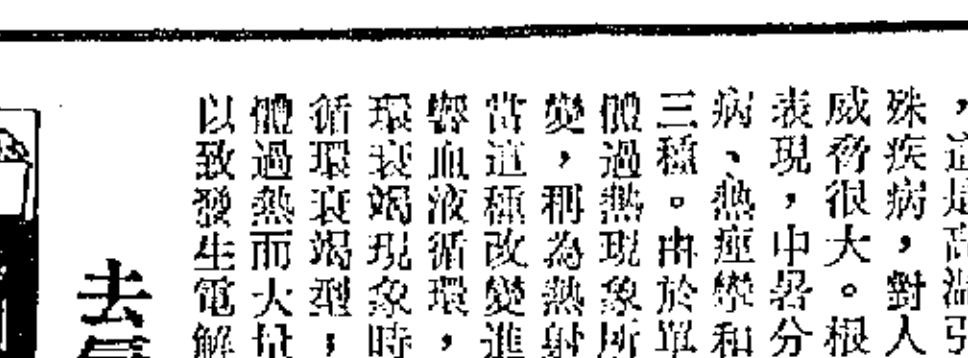 ，這是高溫引
殊疾病，對人
威脅很大。根
表現，中暑分
病、熱痙攣和
三種。由於單
體過熱現象所
變，稱為熱射
當這種改變進
響血液循環，
環衰竭現象時
循環衰竭型，
體過熱而大量
以致發生電解
去